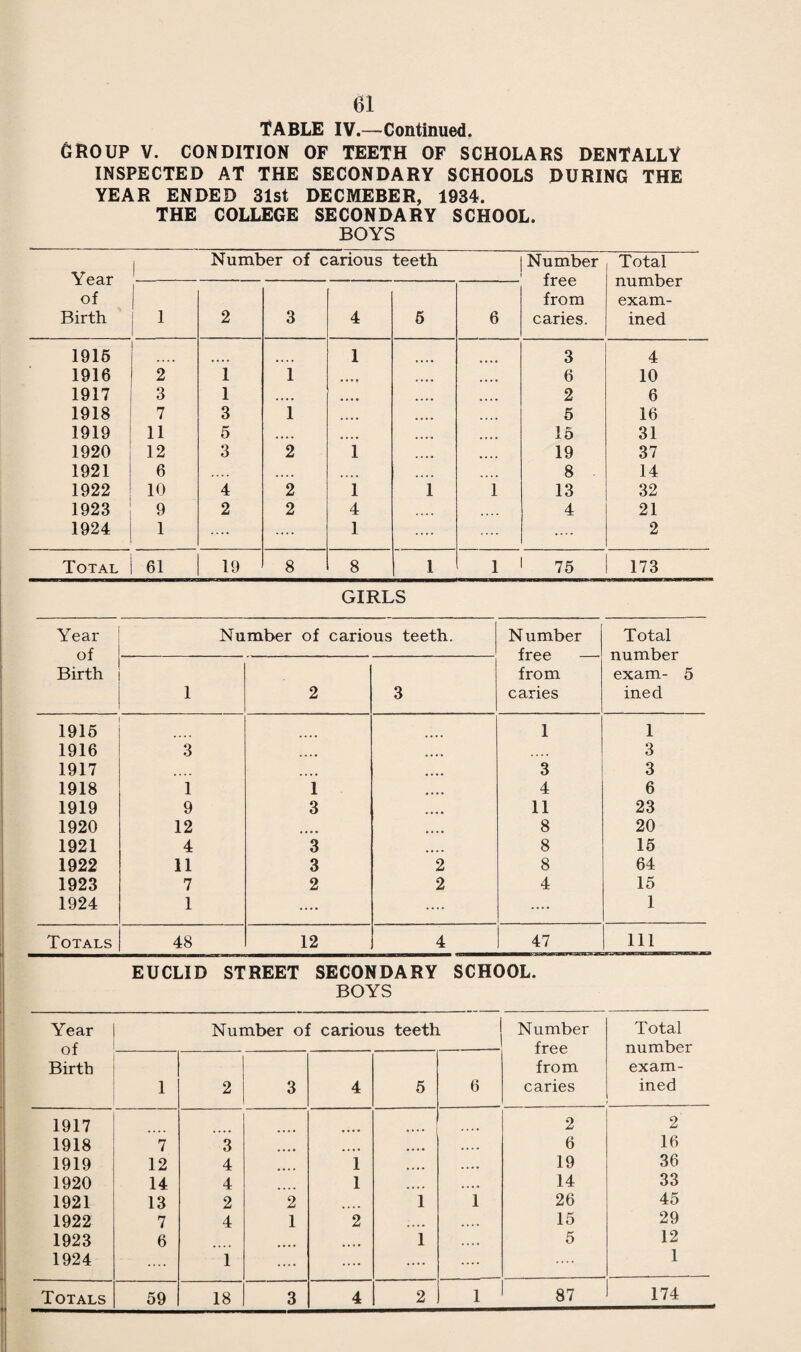 61
TABLE IV.—Continued.
GROUP V. CONDITION OF TEETH OF SCHOLARS DENTALLY
INSPECTED AT THE SECONDARY SCHOOLS DURING THE
YEAR ENDED 31st DECMEBER, 1934.
THE COLLEGE SECONDARY SCHOOL.
BOYS
Year of Birth | Number of carious teeth | Number free from caries. | Total number exam- ined
1 | 2 | 3 | 4 | 5 | 6
1915 | .... | .... | .... | 1 | .... | .... | 3 | 4
1916 | 2 | 1 | 1 | .... | .... | .... | 6 | 10
1917 | 3 | 1 | .... | .... | .... | .... | 2 | 6
1918 | 7 | 3 | 1 | .... | .... | .... | 5 | 16
1919 | 11 | 5 | .... | .... | .... | .... | 15 | 31
1920 | 12 | 3 | 2 | 1 | .... | .... | 19 | 37
1921 | 6 | .... | .... | .... | .... | .... | 8 | 14
1922 | 10 | 4 | 2 | 1 | 1 | 1 | 13 | 32
1923 | 9 | 2 | 2 | 4 | .... | .... | 4 | 21
1924 | 1 | .... | .... | 1 | .... | .... | .... | 2
Total | 61 | 19 | 8 | 8 | 1 | 1 | 75 | 173
GIRLS
Year of Birth | Number of carious teeth. | Number free — from caries | Total number exam- 5 ined
1 | 2 | 3
1915 | .... | .... | .... | 1 | 1
1916 | 3 | .... | .... | .... | 3
1917 | .... | .... | .... | 3 | 3
1918 | 1 | 1 | .... | 4 | 6
1919 | 9 | 3 | .... | 11 | 23
1920 | 12 | .... | .... | 8 | 20
1921 | 4 | 3 | .... | 8 | 15
1922 | 11 | 3 | 2 | 8 | 64
1923 | 7 | 2 | 2 | 4 | 15
1924 | 1 | .... | .... | .... | 1
Totals | 48 | 12 | 4 | 47 | 111
EUCLID STREET SECONDARY SCHOOL.
BOYS
Year of Birth | Number of carious teeth | Number free from caries | Total number exam- ined
1 | 2 | 3 | 4 | 5 | 6
1917 | .... | .... | .... | .... | .... | .... | 2 | 2
1918 | 7 | 3 | .... | .... | .... | .... | 6 | 16
1919 | 12 | 4 | .... | 1 | .... | .... | 19 | 36
1920 | 14 | 4 | .... | 1 | .... | .... | 14 | 33
1921 | 13 | 2 | 2 | .... | 1 | 1 | 26 | 45
1922 | 7 | 4 | 1 | 2 | .... | .... | 15 | 29
1923 | 6 | .... | .... | .... | 1 | .... | 5 | 12
1924 | .... | 1 | .... | .... | .... | .... | .... | 1
Totals | 59 | 18 | 3 | 4 | 2 | 1 | 87 | 174